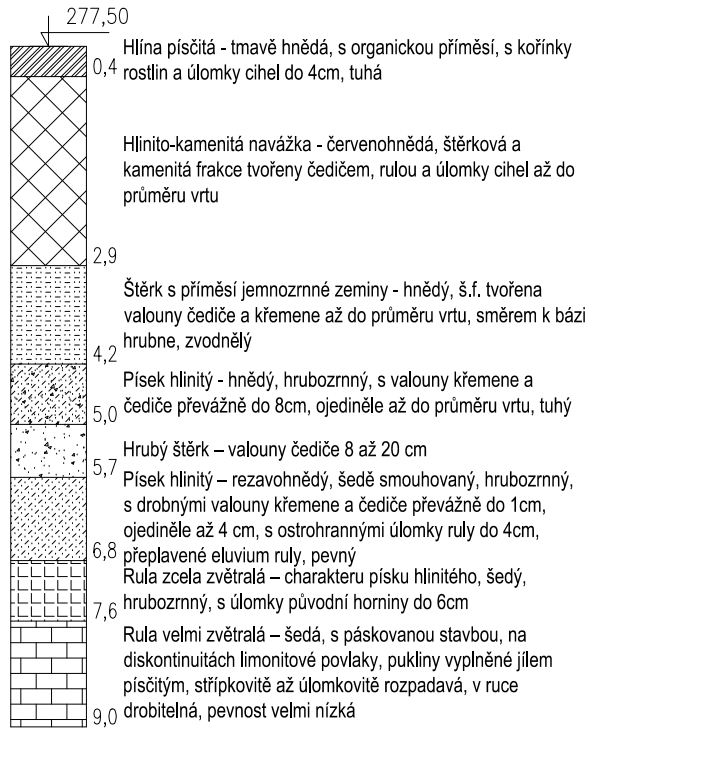 277,50
Hlína písčitá - tmavě hnědá, s organickou příměsí, s kořínky
0,4
rostlin a úlomky cihel do 4cm, tuhá
Hlinito-kamenitá navážka - červenohnědá, štěrková a
kamenitá frakce tvořeny čedičem, rulou a úlomky cihel až do
průměru vrtu
2,9
Štěrk s příměsí jemnozrnné zeminy - hnědý, š.f. tvořena
valouny čediče a křemene až do průměru vrtu, směrem k bázi
hrubne, zvodnělý
4,2
Písek hlinitý - hnědý, hrubozrnný, s valouny křemene a
čediče převážně do 8cm, ojediněle až do průměru vrtu, tuhý
5,0
Hrubý štěrk – valouny čediče 8 až 20 cm
5,7
Písek hlinitý – rezavohnědý, šedě smouhovaný, hrubozrnný,
s drobnými valouny křemene a čediče převážně do 1cm,
ojediněle až 4 cm, s ostrohrannými úlomky ruly do 4cm,
6,8
přeplavené eluvium ruly, pevný
Rula zcela zvětralá – charakteru písku hlinitého, šedý,
hrubozrnný, s úlomky původní horniny do 6cm
7,6
Rula velmi zvětralá – šedá, s páskovanou stavbou, na
diskontinuitách limonitové povlaky, pukliny vyplněné jílem
písčitým, střípkovitě až úlomkovitě rozpadavá, v ruce
drobitelná, pevnost velmi nízká
9,0